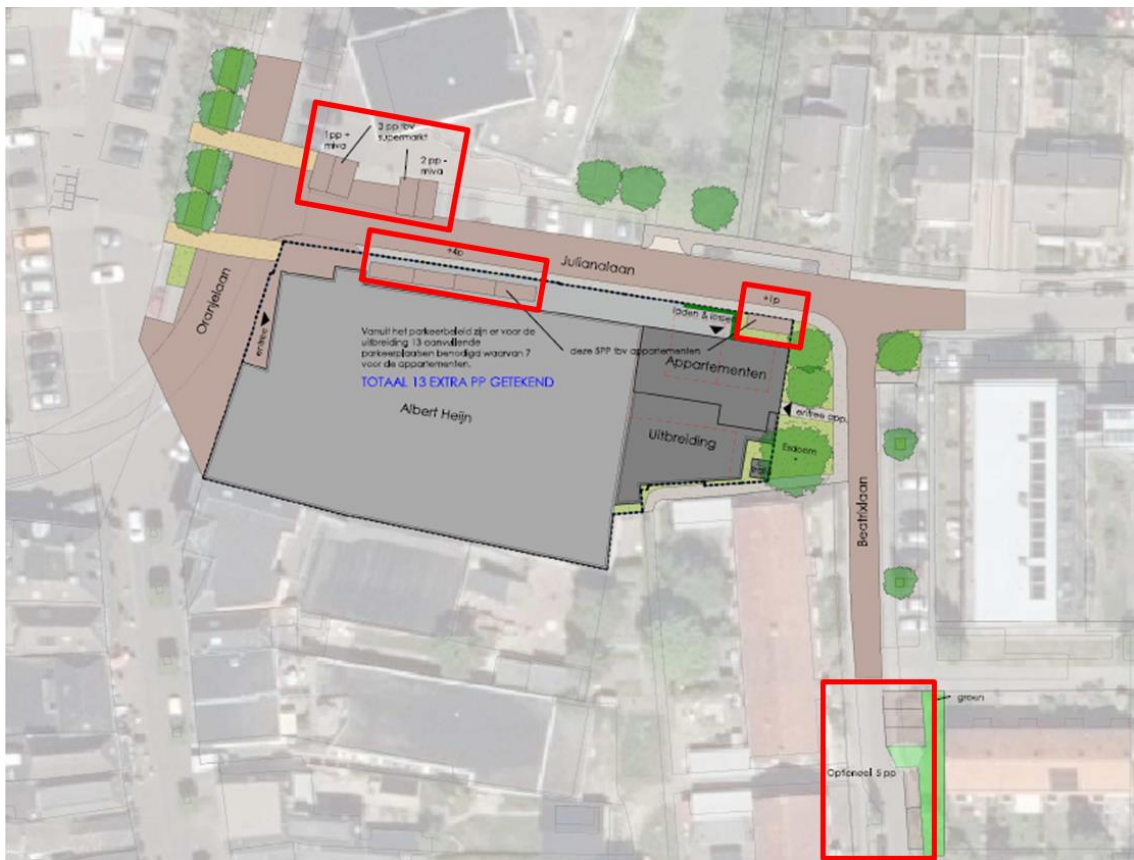 1 pp +
miva
3 pp tbv
supermarkt
2 pp -
miva
+4p
Julianalaan
+1p
Oranjelaan
entree
laden & lossen
Vanuit het parkeerbeleid zijn er voor de
uitbreiding 13 aanvullende
parkeerplaatsen benodigd waarvan 7
voor de appartementen.
deze 5PP tbv appartementen
TOTAAL 13 EXTRA PP GETEKEND
Appartementen
Albert Heijn
entree app.
Uitbreiding
Esdoorn
Beatrixlaan
groen
Optioneel 5 pp